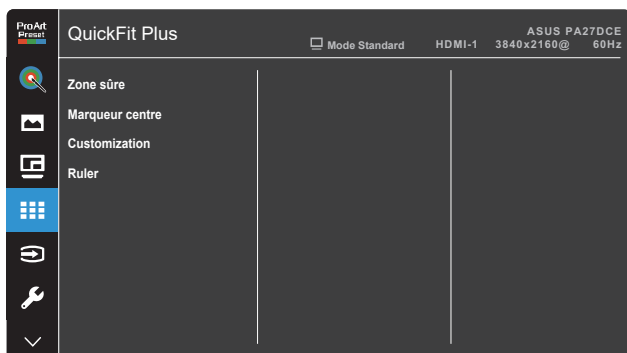 ProArt
Preset
QuickFit Plus
Mode Standard HDMI-1 3840x2160@ 60Hz
ASUS PA27DCE
Zone sûre
Marqueur centre
Customization
Ruler